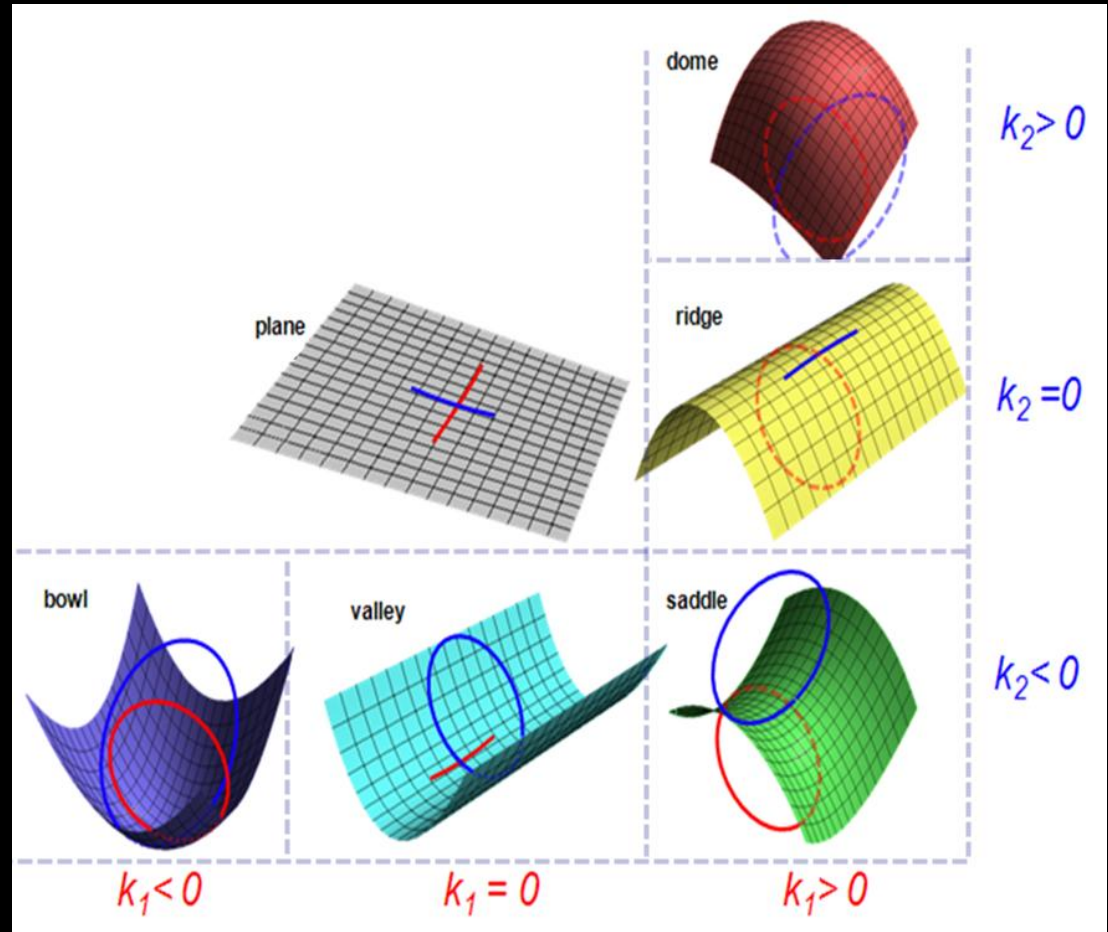 dome
k₂> 0
plane
ridge
k₂ =0
bowl
valley
saddle
k₂< 0
k₁< 0
k₁ = 0
k₁> 0